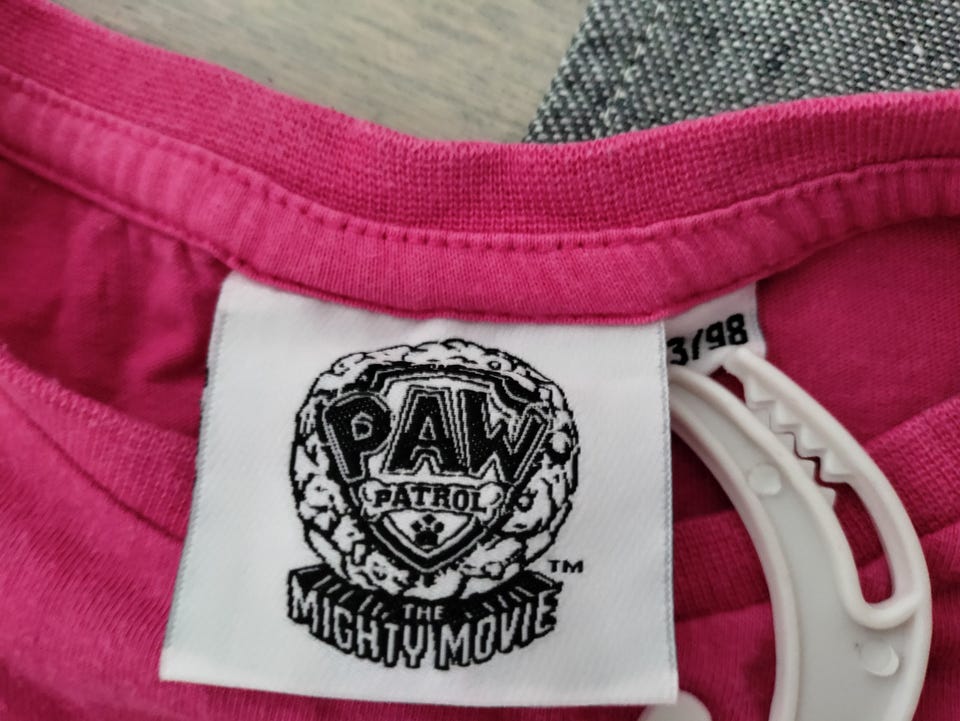 3/98
PAW
PATROL
TM
THE
MIGHTY MOVIE